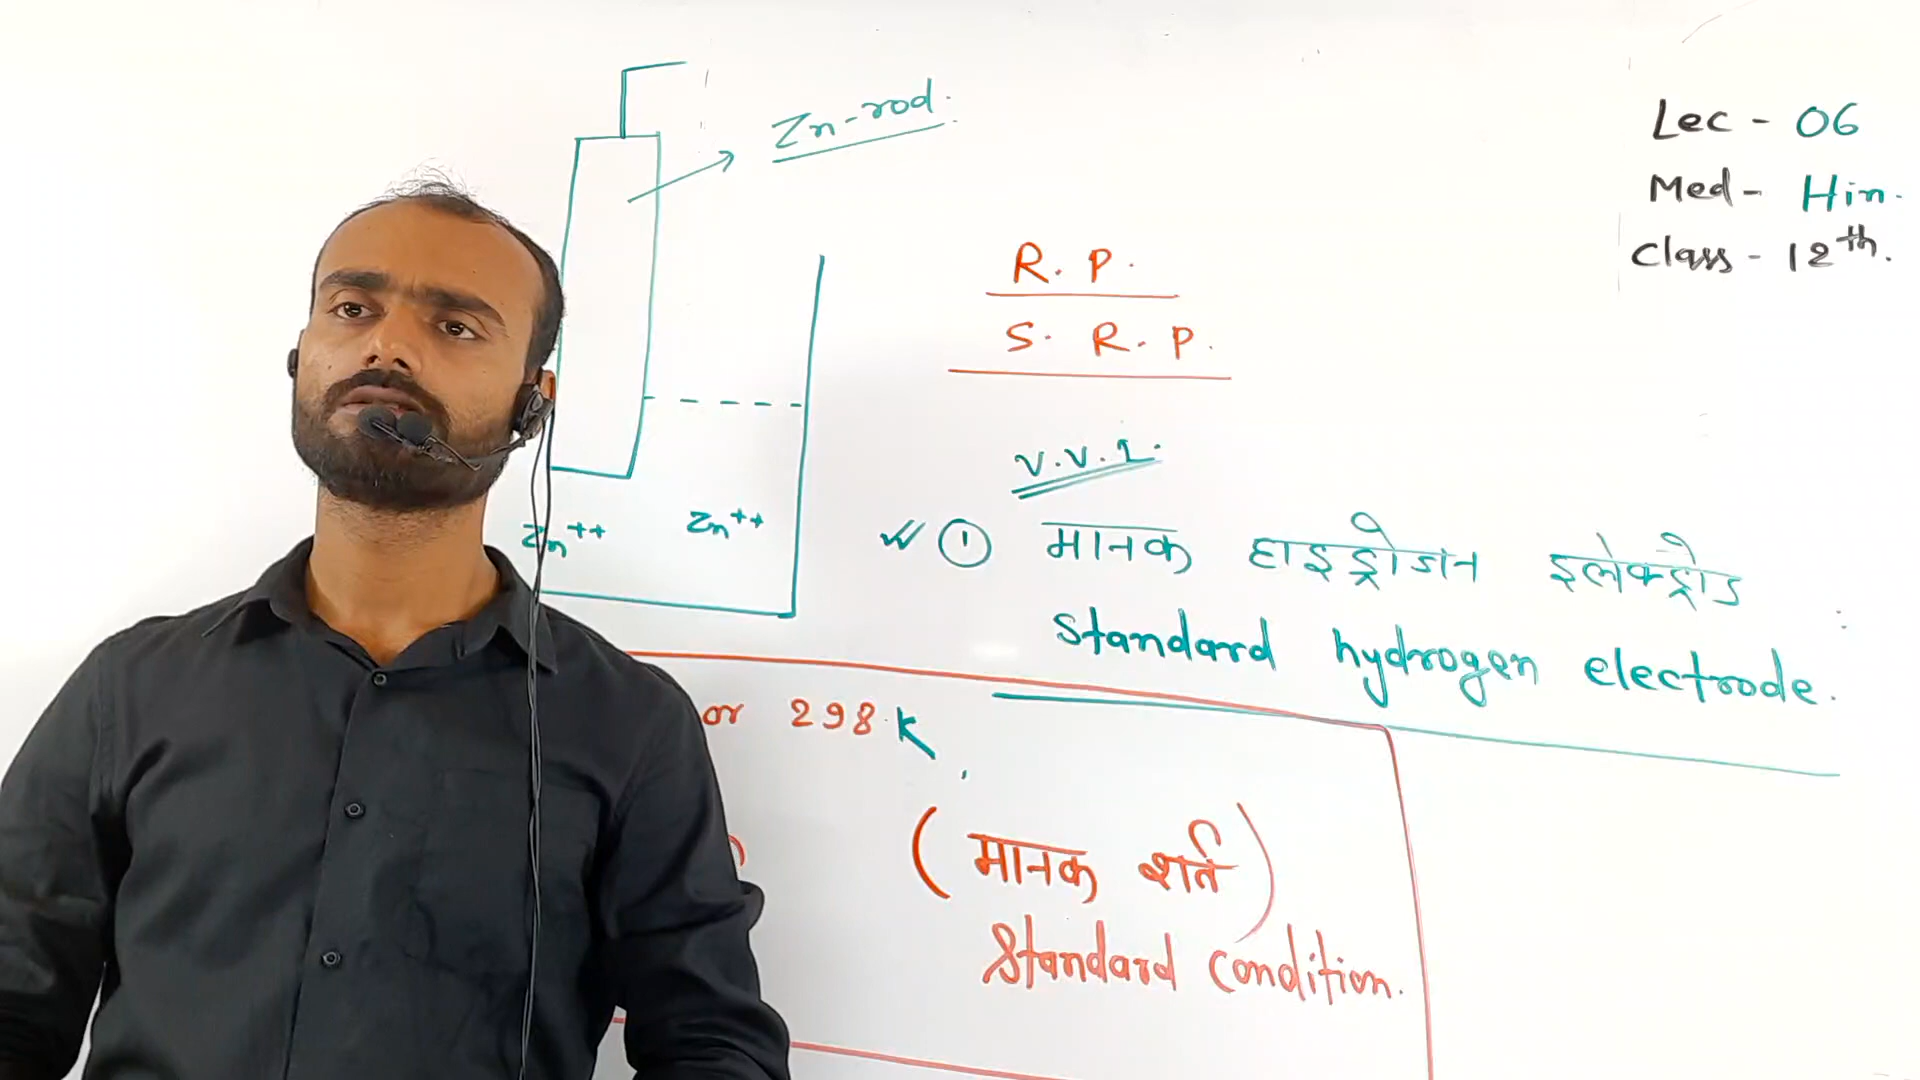 Zn-rod.
Lec - 06
Med - Hin.
Class - 12th.
R. P.
S. R. P.
V.V.I.
① मानक हाइड्रोजन इलेक्ट्रोड
Standard hydrogen electrode.
Zn++ Zn++
or 298 K
(मानक शर्त)
Standard condition.